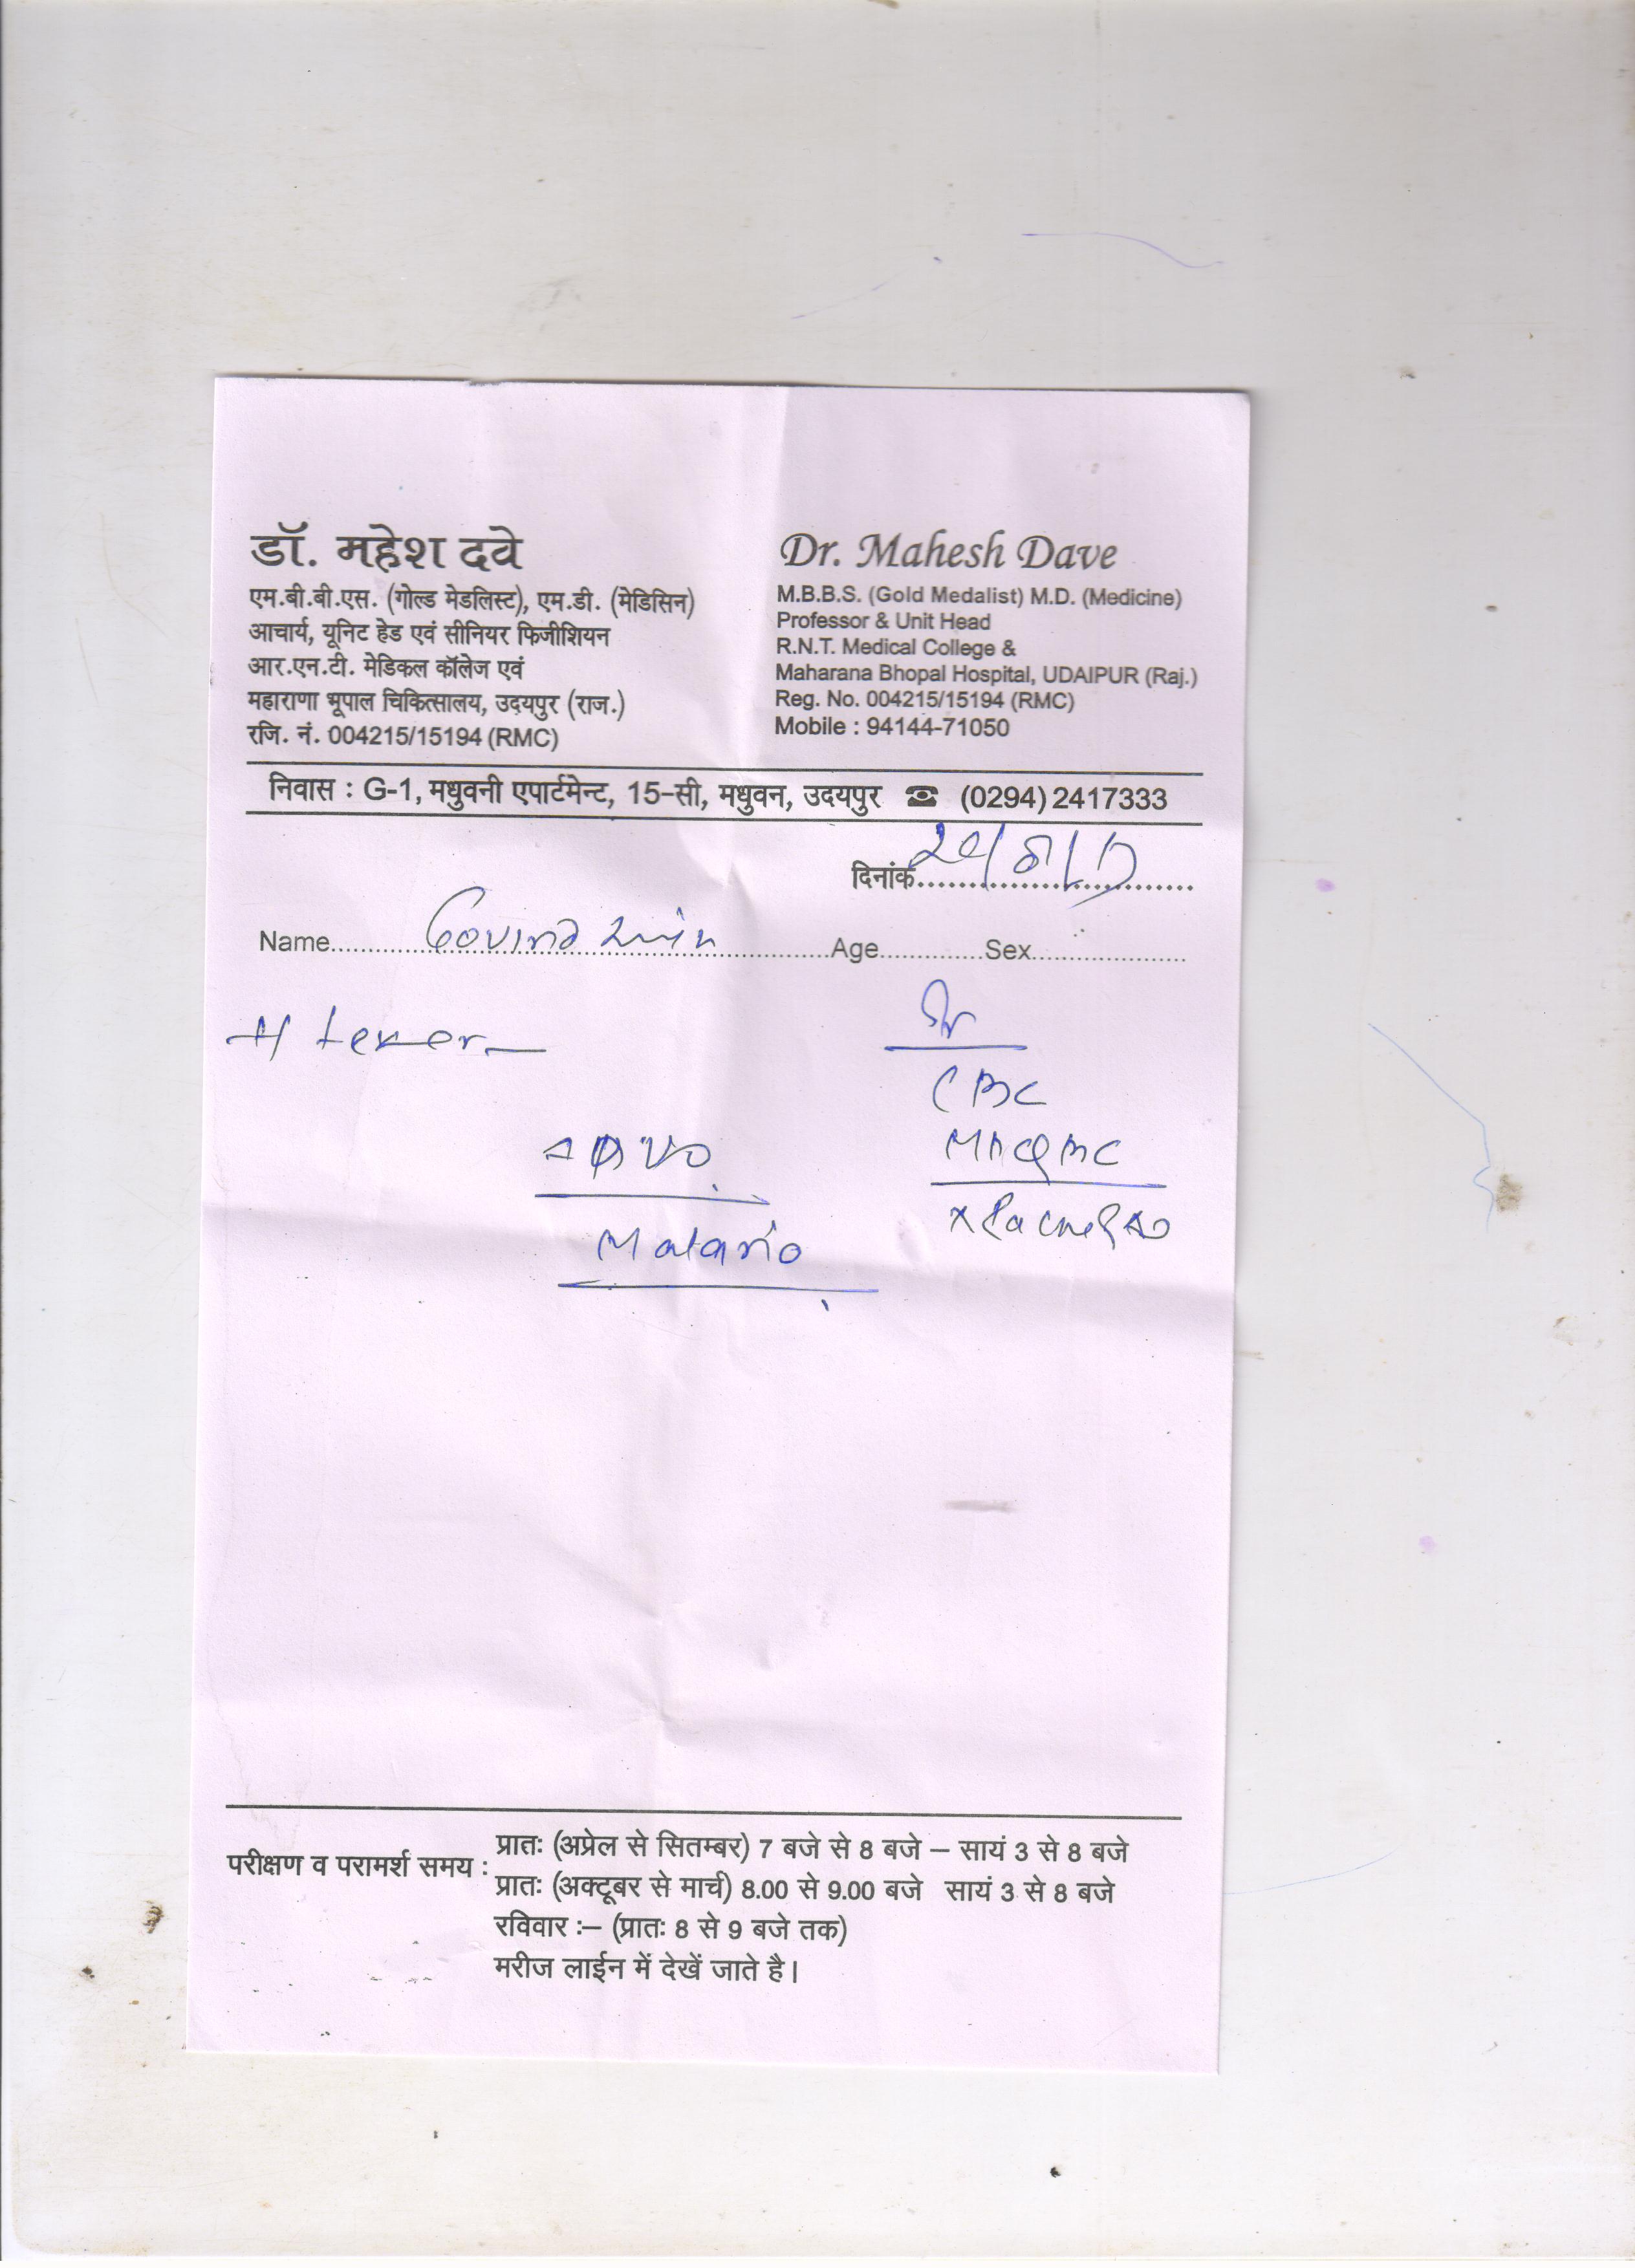 डॉ. महेश दवे
एम.बी.बी.एस. (गोल्ड मेडलिस्ट), एम.डी. (मेडिसिन)
आचार्य, यूनिट हेड एवं सीनियर फिजीशियन
आर.एन.टी. मेडिकल कॉलेज एवं
महाराणा भूपाल चिकित्सालय, उदयपुर (राज.)
रजि. नं. 004215/15194 (RMC)
Dr. Mahesh Dave
M.B.B.S. (Gold Medalist) M.D. (Medicine)
Professor & Unit Head
R.N.T. Medical College &
Maharana Bhopal Hospital, UDAIPUR (Raj.)
Reg. No. 004215/15194 (RMC)
Mobile : 94144-71050
निवास : G-1, मधुवनी एपार्टमेन्ट, 15-सी, मधुवन, उदयपुर ☎ (0294) 2417333
दिनांक
Name Govind Age Sex
CBC
Malaria
परीक्षण व परामर्श समय :
प्रातः (अप्रेल से सितम्बर) 7 बजे से 8 बजे – सायं 3 से 8 बजे
प्रातः (अक्टूबर से मार्च) 8.00 से 9.00 बजे सायं 3 से 8 बजे
रविवार :– (प्रातः 8 से 9 बजे तक)
मरीज लाईन में देखें जाते है।